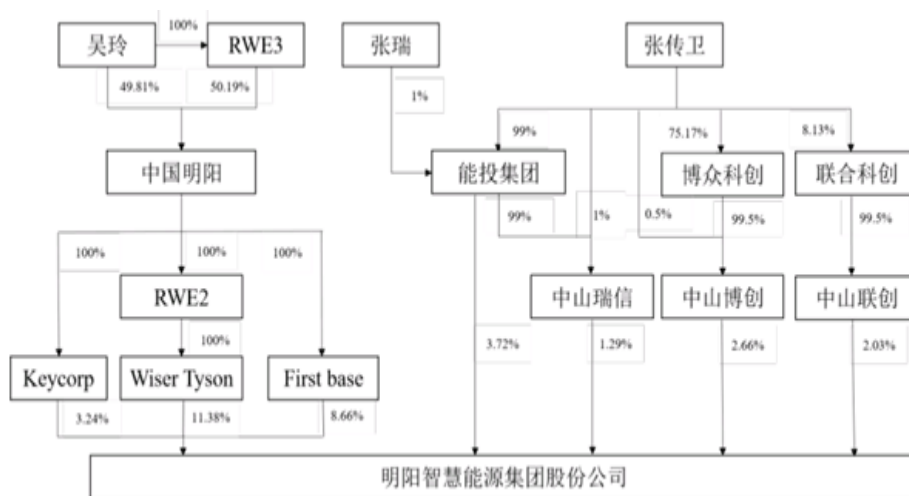 100%
吴玲
RWE3
张瑞
张传卫
49.81%
50.19%
1%
99%
75.17%
8.13%
中国明阳
能投集团
博众科创
联合科创
99%
1%
0.5%
99.5%
99.5%
100%
100%
100%
RWE2
中山瑞信
中山博创
中山联创
100%
3.72%
1.29%
2.66%
2.03%
Keycorp
Wiser Tyson
First base
3.24%
11.38%
8.66%
明阳智慧能源集团股份公司